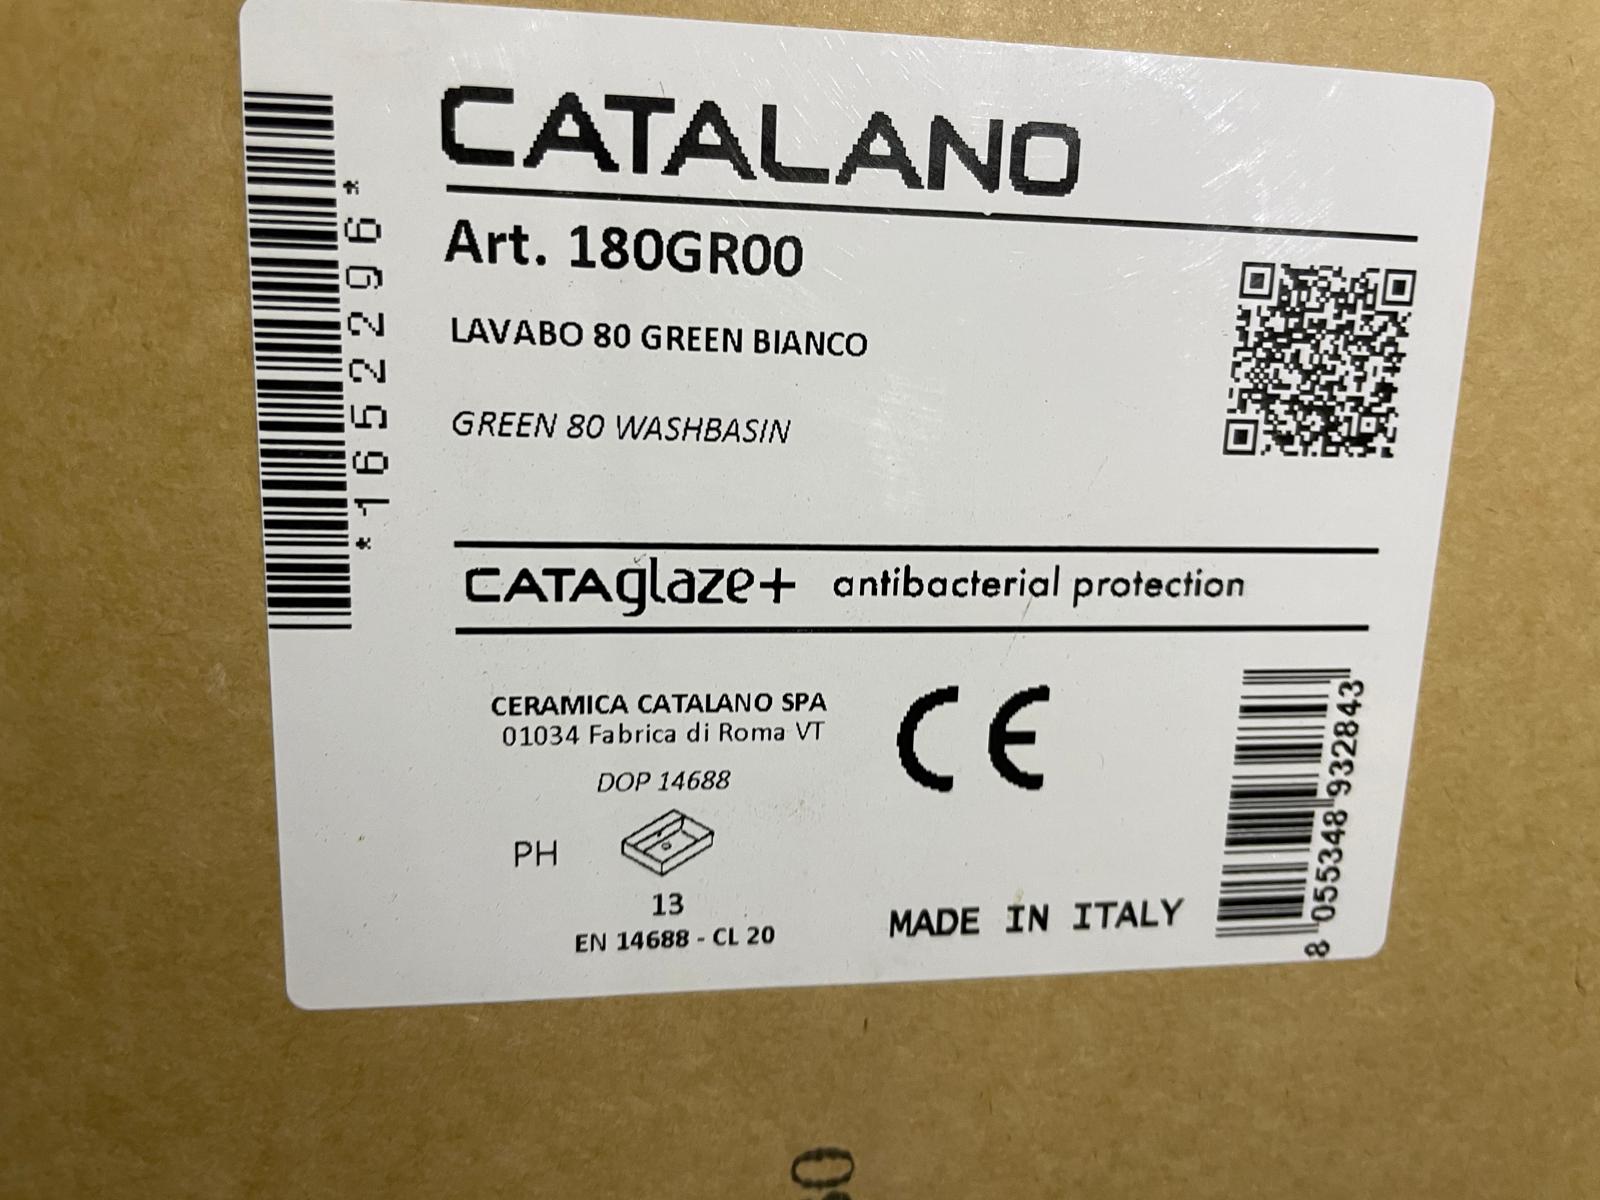 CATALANO
Art. 180GR00
LAVABO 80 GREEN BIANCO
GREEN 80 WASHBASIN
*16522296*
CATAglaze+ antibacterial protection
CERAMICA CATALANO SPA
01034 Fabrica di Roma VT
DOP 14688
PH
13
EN 14688 - CL 20
CE
MADE IN ITALY
8 055348 932843